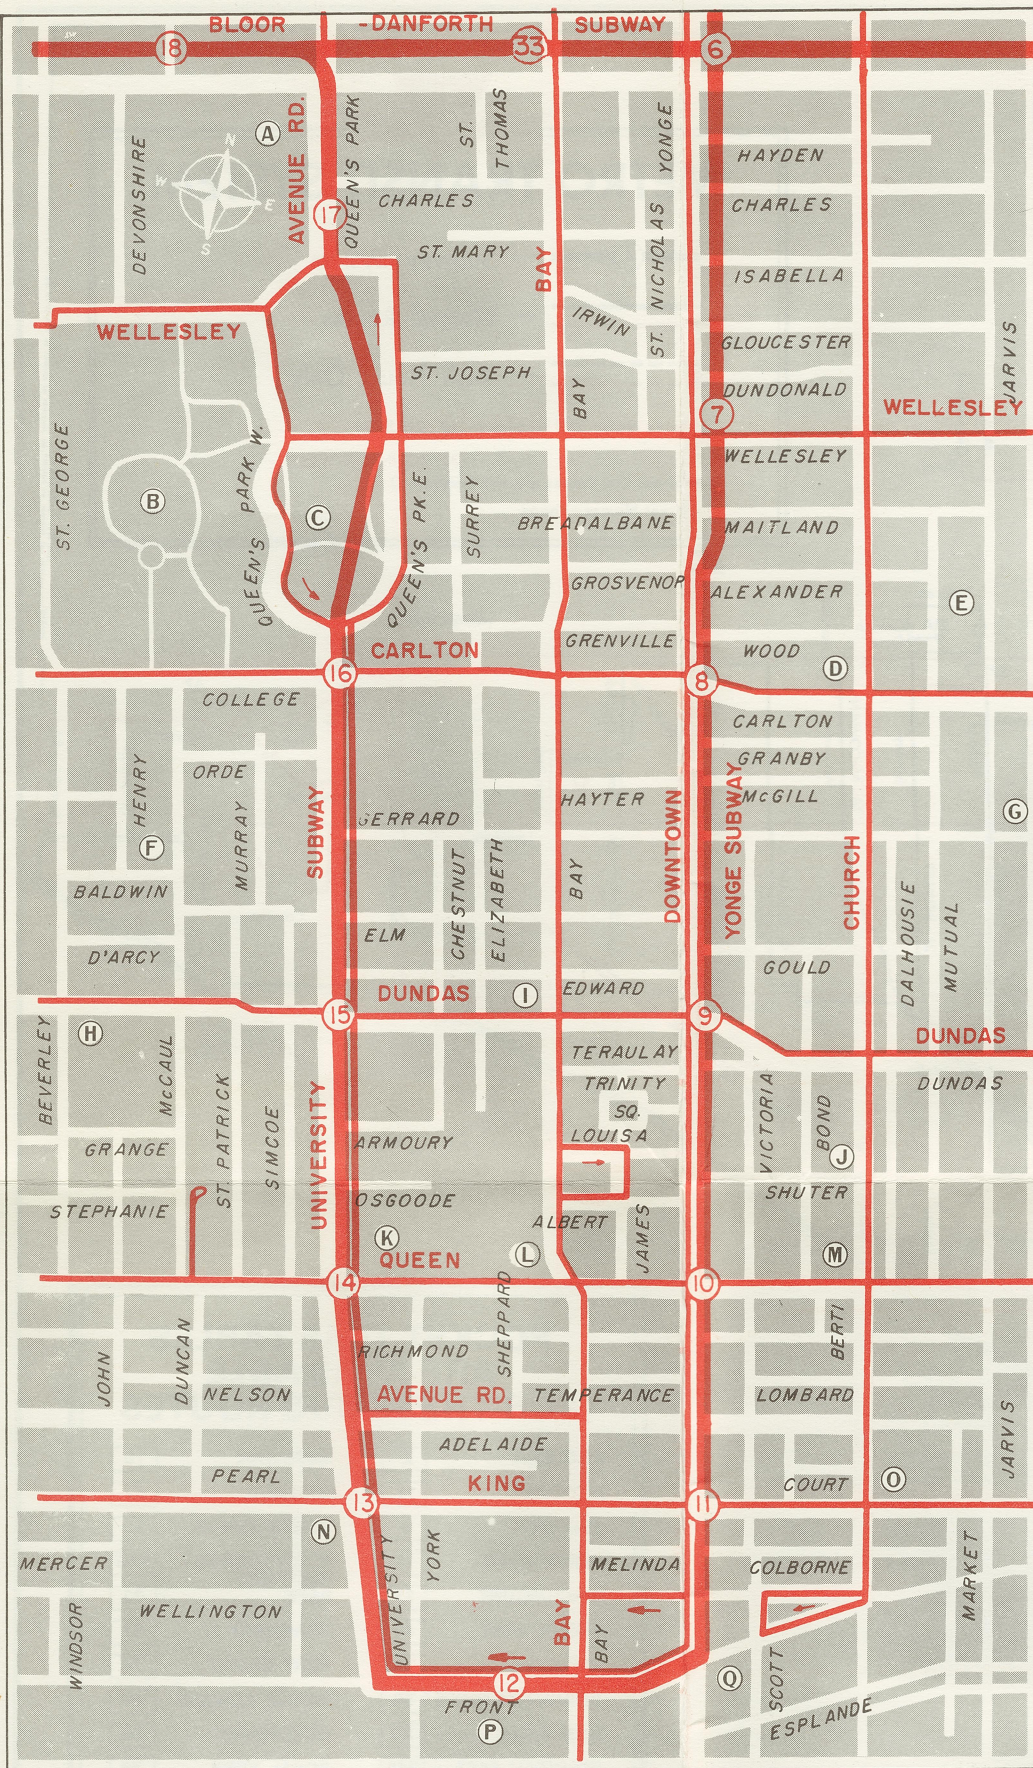 BLOOR -DANFORTH SUBWAY
18
33
6
A
N
W
E
S
DEVONSHIRE
AVENUE RD.
QUEEN'S PARK
ST. THOMAS
YONGE
HAYDEN
17
CHARLES
CHARLES
ST. MARY
ST. NICHOLAS
BAY
ISABELLA
WELLESLEY
IRWIN
GLOUCESTER
JARVIS
ST. JOSEPH
BAY
DUNDONALD
7
WELLESLEY
ST. GEORGE
WELLESLEY
B
QUEEN'S PARK W.
C
QUEEN'S PK. E.
SURREY
BREADALBANE
MAITLAND
GROSVENOR
ALEXANDER
E
GRENVILLE
WOOD
D
CARLTON
16
8
COLLEGE
CARLTON
ORDE
GRANBY
HENRY
MURRAY
SUBWAY
HAYTER
McGILL
G
GERRARD
F
DOWNTOWN
YONGE SUBWAY
CHURCH
BALDWIN
CHESTNUT
ELIZABETH
BAY
DALHOUSIE
MUTUAL
ELM
D'ARCY
GOULD
DUNDAS
I
EDWARD
15
9
H
DUNDAS
BEVERLEY
McCAUL
TERAULAY
DUNDAS
ST. PATRICK
SIMCOE
UNIVERSITY
TRINITY
SQ.
VICTORIA
BOND
GRANGE
ARMOURY
LOUISA
J
STEPHANIE
OSGOODE
SHUTER
ALBERT
JAMES
K
L
M
QUEEN
14
10
SHEPPARD
BERTI
JOHN
DUNCAN
RICHMOND
NELSON
AVENUE RD.
TEMPERANCE
LOMBARD
JARVIS
ADELAIDE
PEARL
KING
COURT
O
13
11
N
MERCER
UNIVERSITY
YORK
MELINDA
COLBORNE
MARKET
WINDSOR
WELLINGTON
BAY
BAY
SCOTT
Q
12
FRONT
P
ESPLANDE